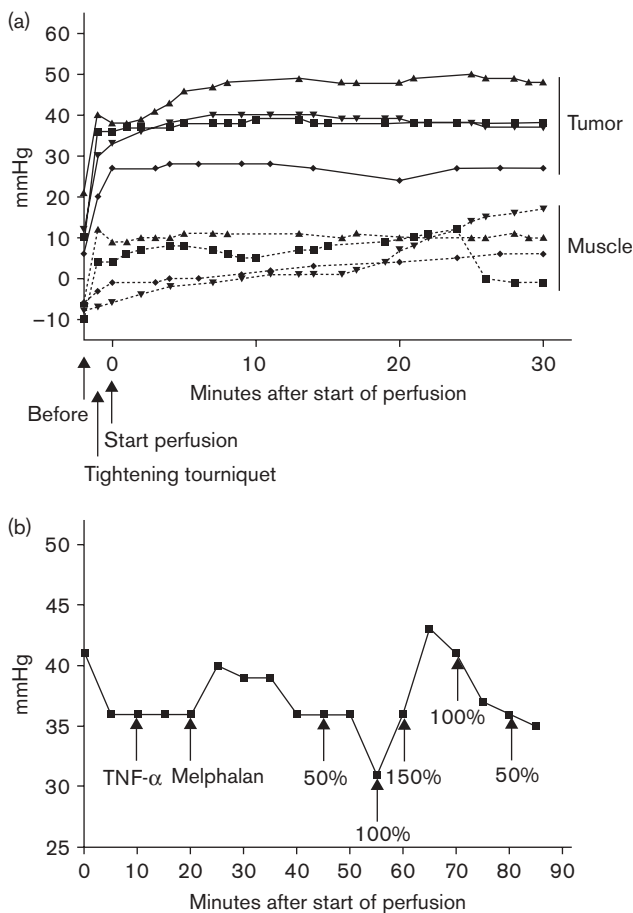 (a)
60
50
40
30
20
10
0
−10
mmHg
Tumor
Muscle
0
10
20
30
Minutes after start of perfusion
Before
Start perfusion
Tightening tourniquet
(b)
50
45
40
35
30
25
mmHg
TNF-α
Melphalan
50%
100%
150%
100%
50%
0 10 20 30 40 50 60 70 80 90
Minutes after start of perfusion